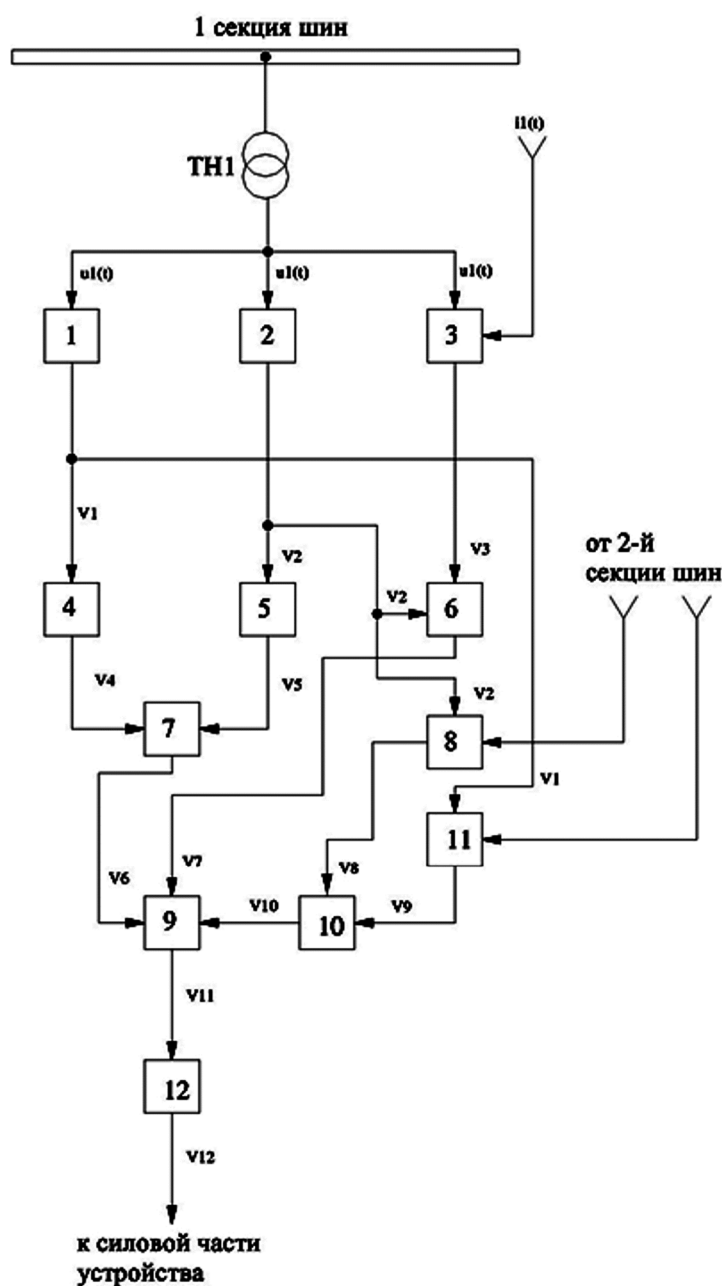 1 секция шин
i1(t)
ТН1
u1(t) u1(t) u1(t)
1 2 3
V1
V2
V3
от 2-й
секции шин
4 5 V2 6
V4 V5
V2
7 8
V1
11
V6 V7 V8
9 V10 10 V9
V11
12
V12
к силовой части
устройства